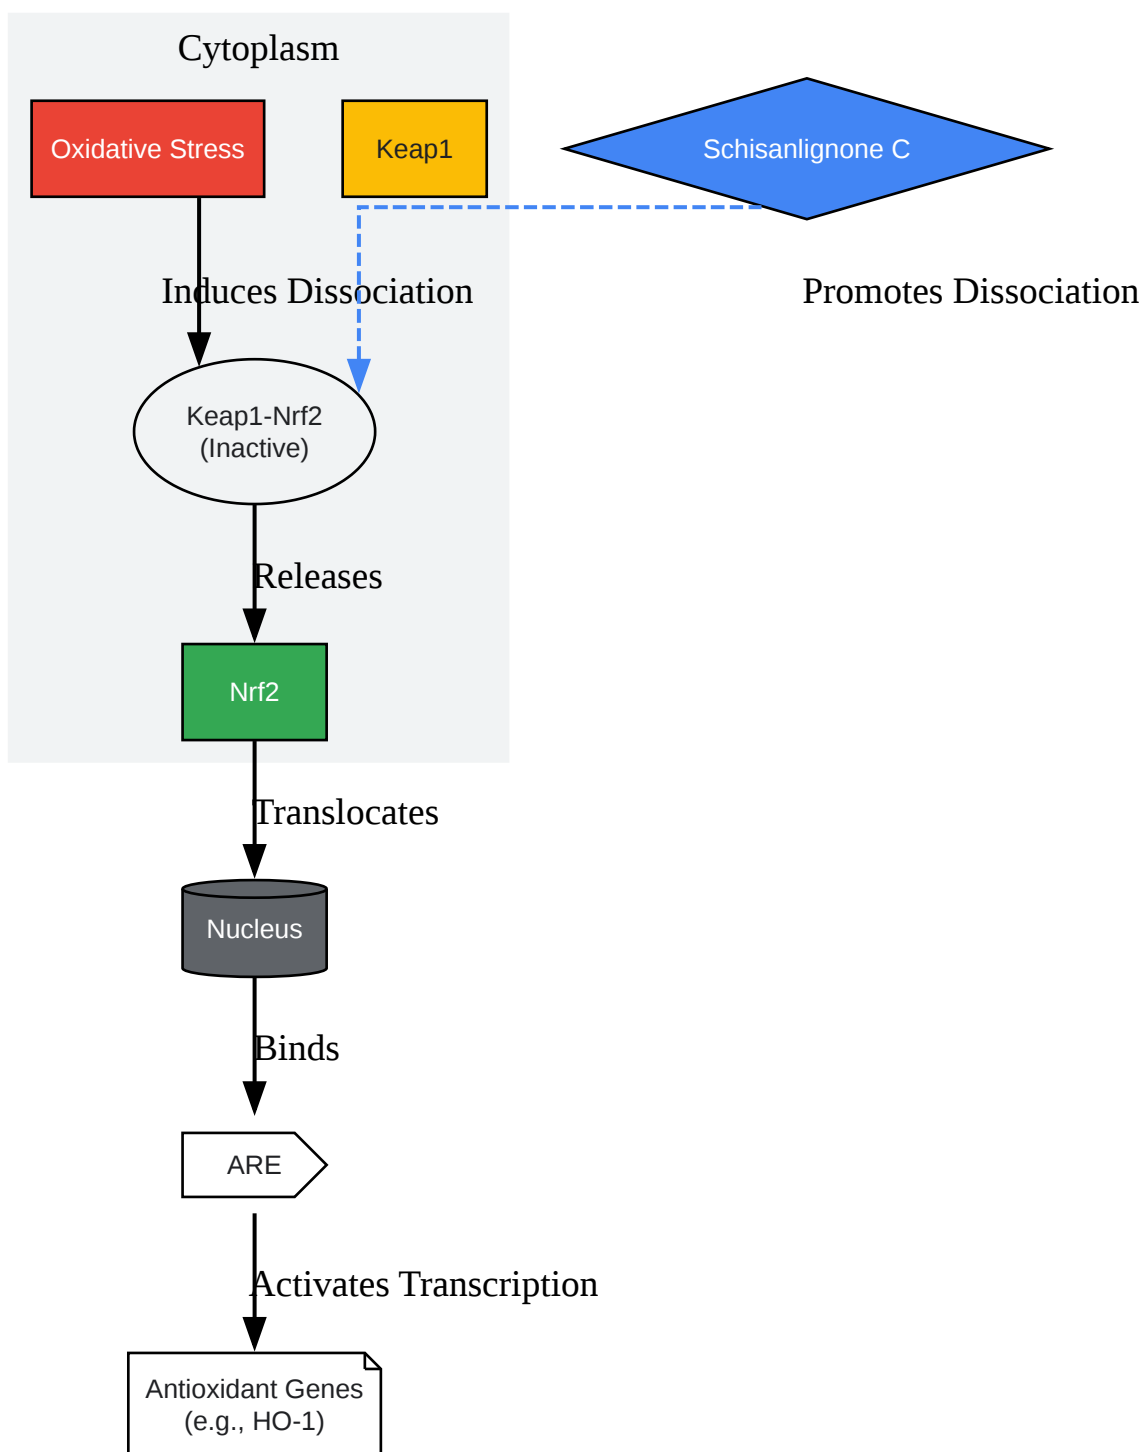 Cytoplasm
Oxidative Stress
Keap1
Schisanlignone C
Induces Dissociation
Promotes Dissociation
Keap1-Nrf2
(Inactive)
Releases
Nrf2
Translocates
Nucleus
Binds
ARE
Activates Transcription
Antioxidant Genes
(e.g., HO-1)